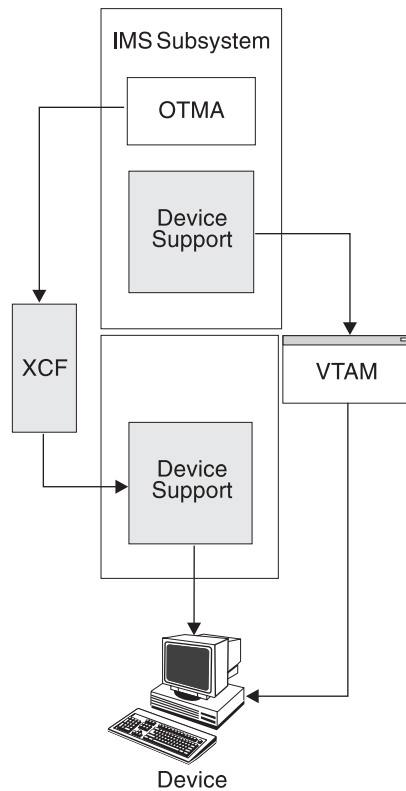 IMS Subsystem
OTMA
Device
Support
XCF
VTAM
Device
Support
Device